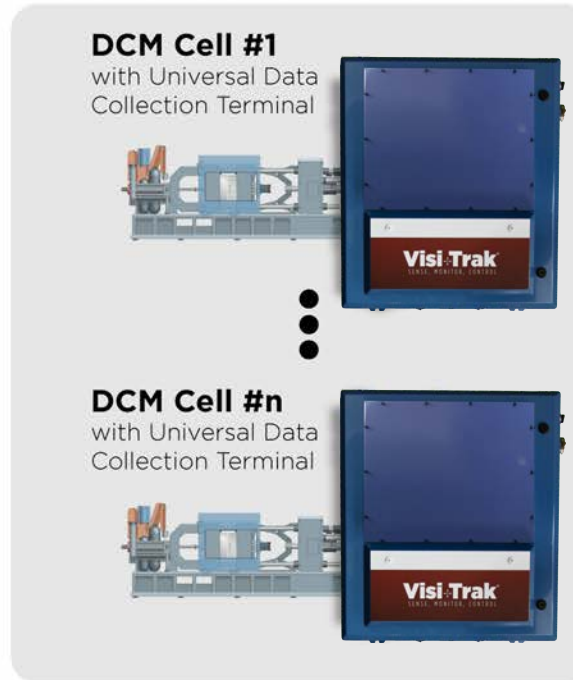 DCM Cell #1
with Universal Data
Collection Terminal
Visi-Trak
SENSE, MONITOR, CONTROL
DCM Cell #n
with Universal Data
Collection Terminal
Visi-Trak
SENSE, MONITOR, CONTROL